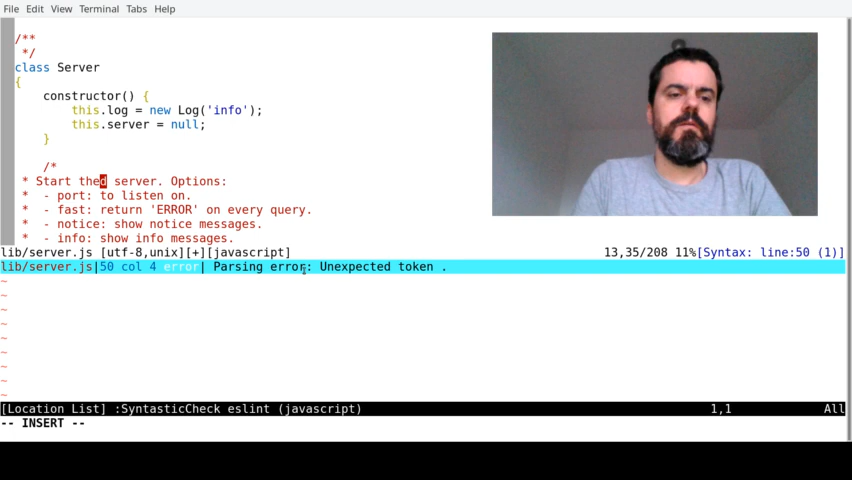 File Edit View Terminal Tabs Help
/**
*/
class Server
{
constructor() {
this.log = new Log('info');
this.server = null;
}
/*
* Start thed server. Options:
* - port: to listen on.
* - fast: return 'ERROR' on every query.
* - notice: show notice messages.
* - info: show info messages.
lib/server.js [utf-8,unix][+][javascript] 13,35/208 11%[Syntax: line:50 (1)]
lib/server.js|50 col 4 error| Parsing error: Unexpected token .
~
~
~
~
~
~
~
~
~
[Location List] :SyntasticCheck eslint (javascript) 1,1 All
-- INSERT --